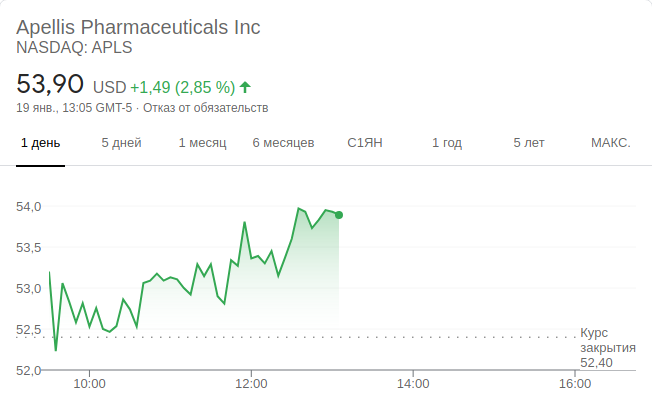 Apellis Pharmaceuticals Inc
NASDAQ: APLS
53,90 USD +1,49 (2,85 %)
19 янв., 13:05 GMT-5 · Отказ от обязательств
1 день 5 дней 1 месяц 6 месяцев С1ЯН 1 год 5 лет МАКС.
54,0
53,5
53,0
52,5
52,0
Курс
закрытия
52,40
10:00 12:00 14:00 16:00